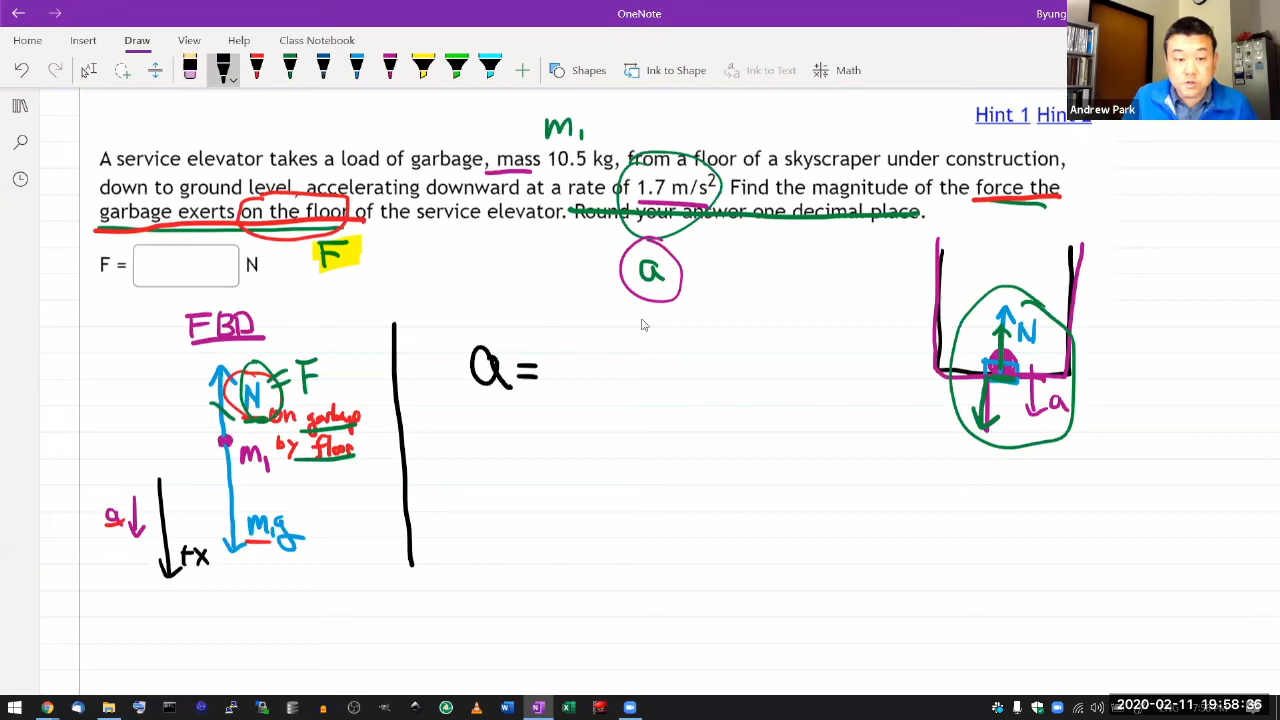 OneNote
Byung
Home Insert Draw View Help Class Notebook
Shapes Ink to Shape Ink to Text Math
Andrew Park
Hint 1 Hint
m₁
A service elevator takes a load of garbage, mass 10.5 kg, from a floor of a skyscraper under construction,
down to ground level, accelerating downward at a rate of 1.7 m/s². Find the magnitude of the force the
garbage exerts on the floor of the service elevator. Round your answer one decimal place.
F
F = N
a
FBD
N
a =
N = F
a
on garbage
by floor
m₁
a
m₁g
+x
2020-02-11 19:58:36